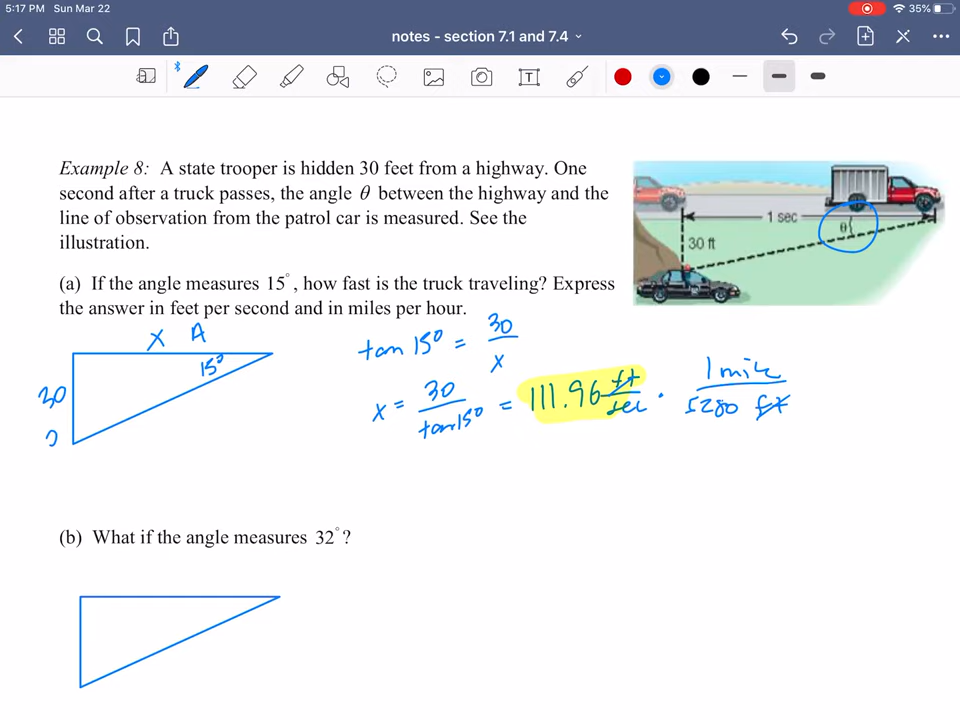 5:17 PM Sun Mar 22
35%
notes - section 7.1 and 7.4
T
Example 8: A state trooper is hidden 30 feet from a highway. One
second after a truck passes, the angle θ between the highway and the
line of observation from the patrol car is measured. See the
illustration.
1 sec
θ
30 ft
(a) If the angle measures 15°, how fast is the truck traveling? Express
the answer in feet per second and in miles per hour.
X A
15°
30
tan 15° = 30/x
x = 30/tan15° = 111.96 ft/sec · 1 mile/5280 ft
(b) What if the angle measures 32°?